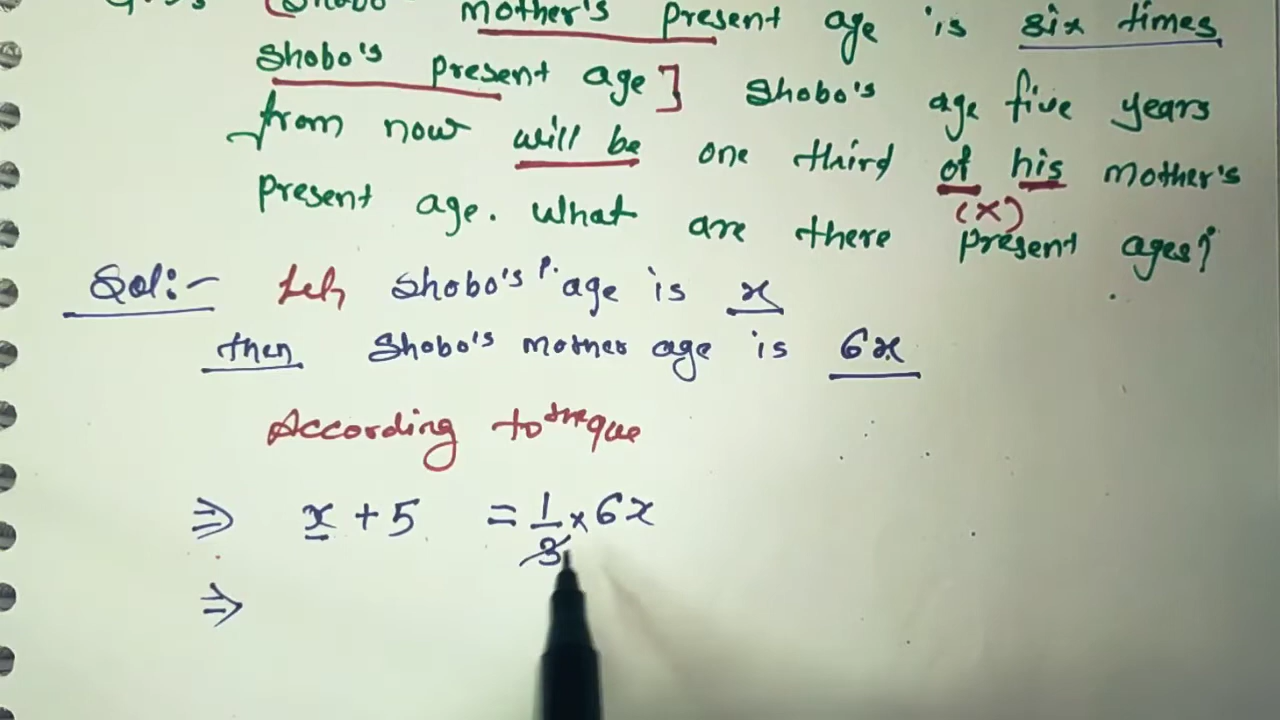 mother's present age is six times
Shobo's present age] Shobo's age five years
from now will be one third of his mother's
(×)
present age. What are there present ages?
Sol:- Let Shobo's P. age is x
then Shobo's mother age is 6x
According to the que
⇒ x + 5 = 1/3 × 6x
⇒